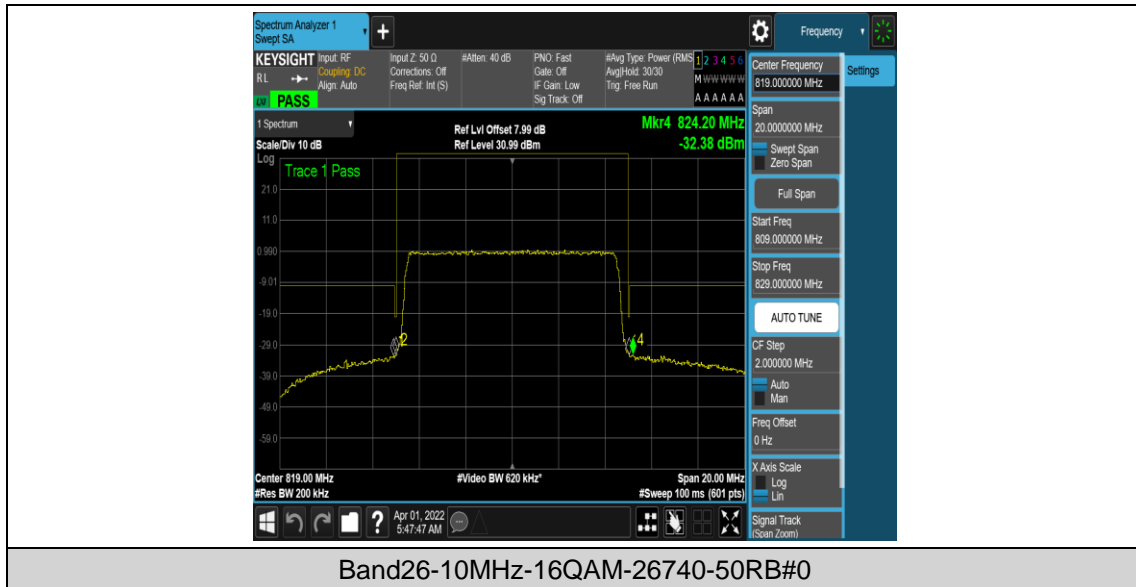 Spectrum Analyzer 1
Swept SA
+
Frequency
KEYSIGHT
RL
Input: RF
Coupling: DC
Align: Auto
Input Z: 50 Ω
Corrections: Off
Freq Ref: Int (S)
#Atten: 40 dB
PNO: Fast
Gate: Off
IF Gain: Low
Sig Track: Off
#Avg Type: Power (RMS
Avg|Hold: 30/30
Trig: Free Run
1 2 3 4 5 6
M W W W W W
A A A A A A
PASS
1 Spectrum
Scale/Div 10 dB
Ref Lvl Offset 7.99 dB
Ref Level 30.99 dBm
Mkr4 824.20 MHz
-32.38 dBm
Log
Trace 1 Pass
21.0
11.0
0.990
-9.01
-19.0
-29.0
-39.0
-49.0
-59.0
2
4
Center 819.00 MHz
#Res BW 200 kHz
#Video BW 620 kHz*
Span 20.00 MHz
#Sweep 100 ms (601 pts)
?
Apr 01, 2022
5:47:47 AM
Center Frequency
819.000000 MHz
Settings
Span
20.0000000 MHz
Swept Span
Zero Span
Full Span
Start Freq
809.000000 MHz
Stop Freq
829.000000 MHz
AUTO TUNE
CF Step
2.000000 MHz
Auto
Man
Freq Offset
0 Hz
X Axis Scale
Log
Lin
Signal Track
(Span Zoom)
Band26-10MHz-16QAM-26740-50RB#0